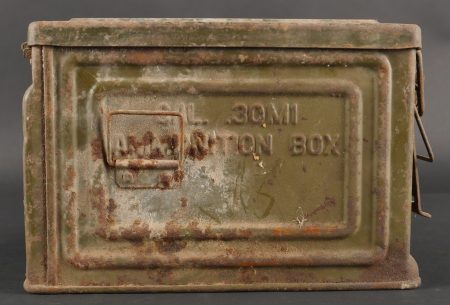 CAL. .30M1
AMMUNITION BOX